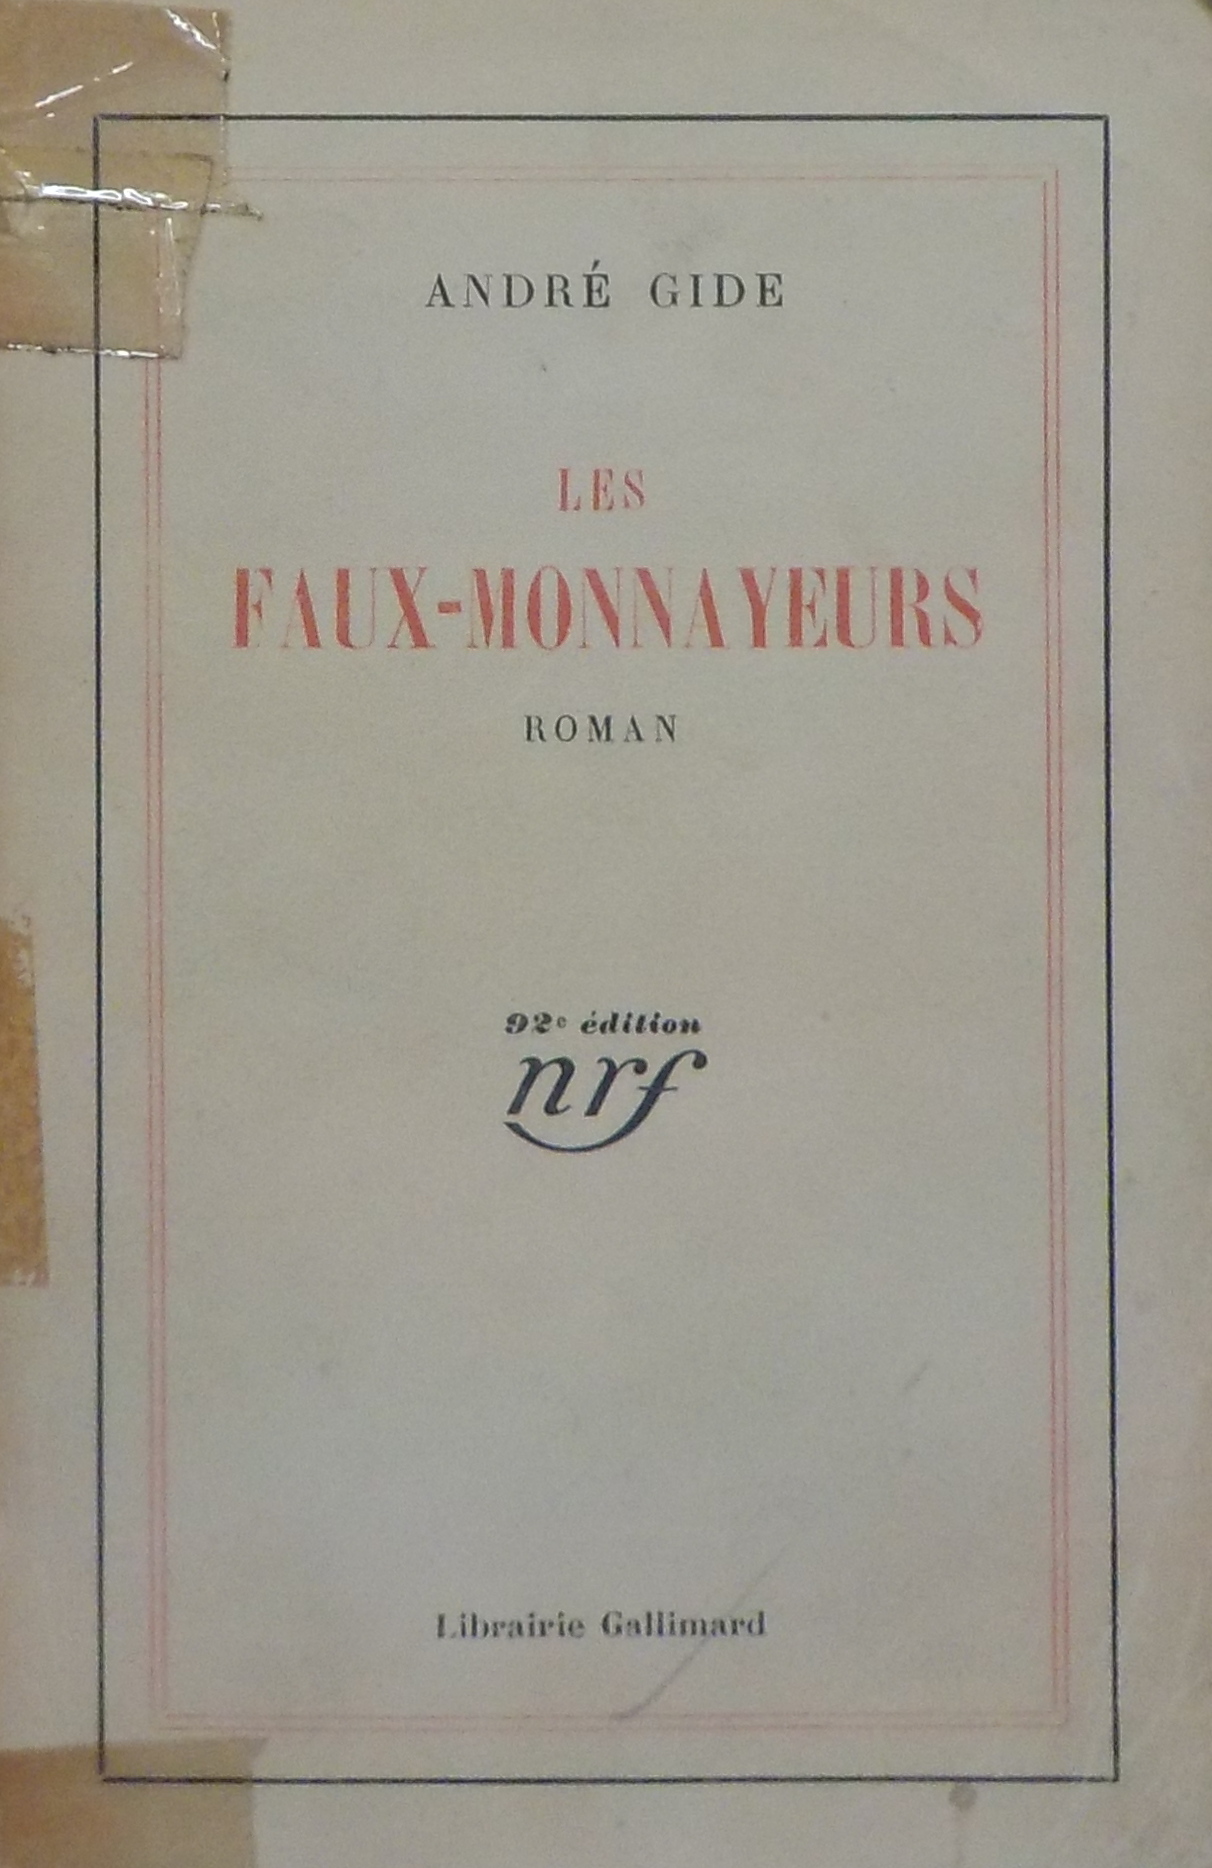 ANDRÉ GIDE
LES
FAUX-MONNAYEURS
ROMAN
92e édition
nrf
Librairie Gallimard